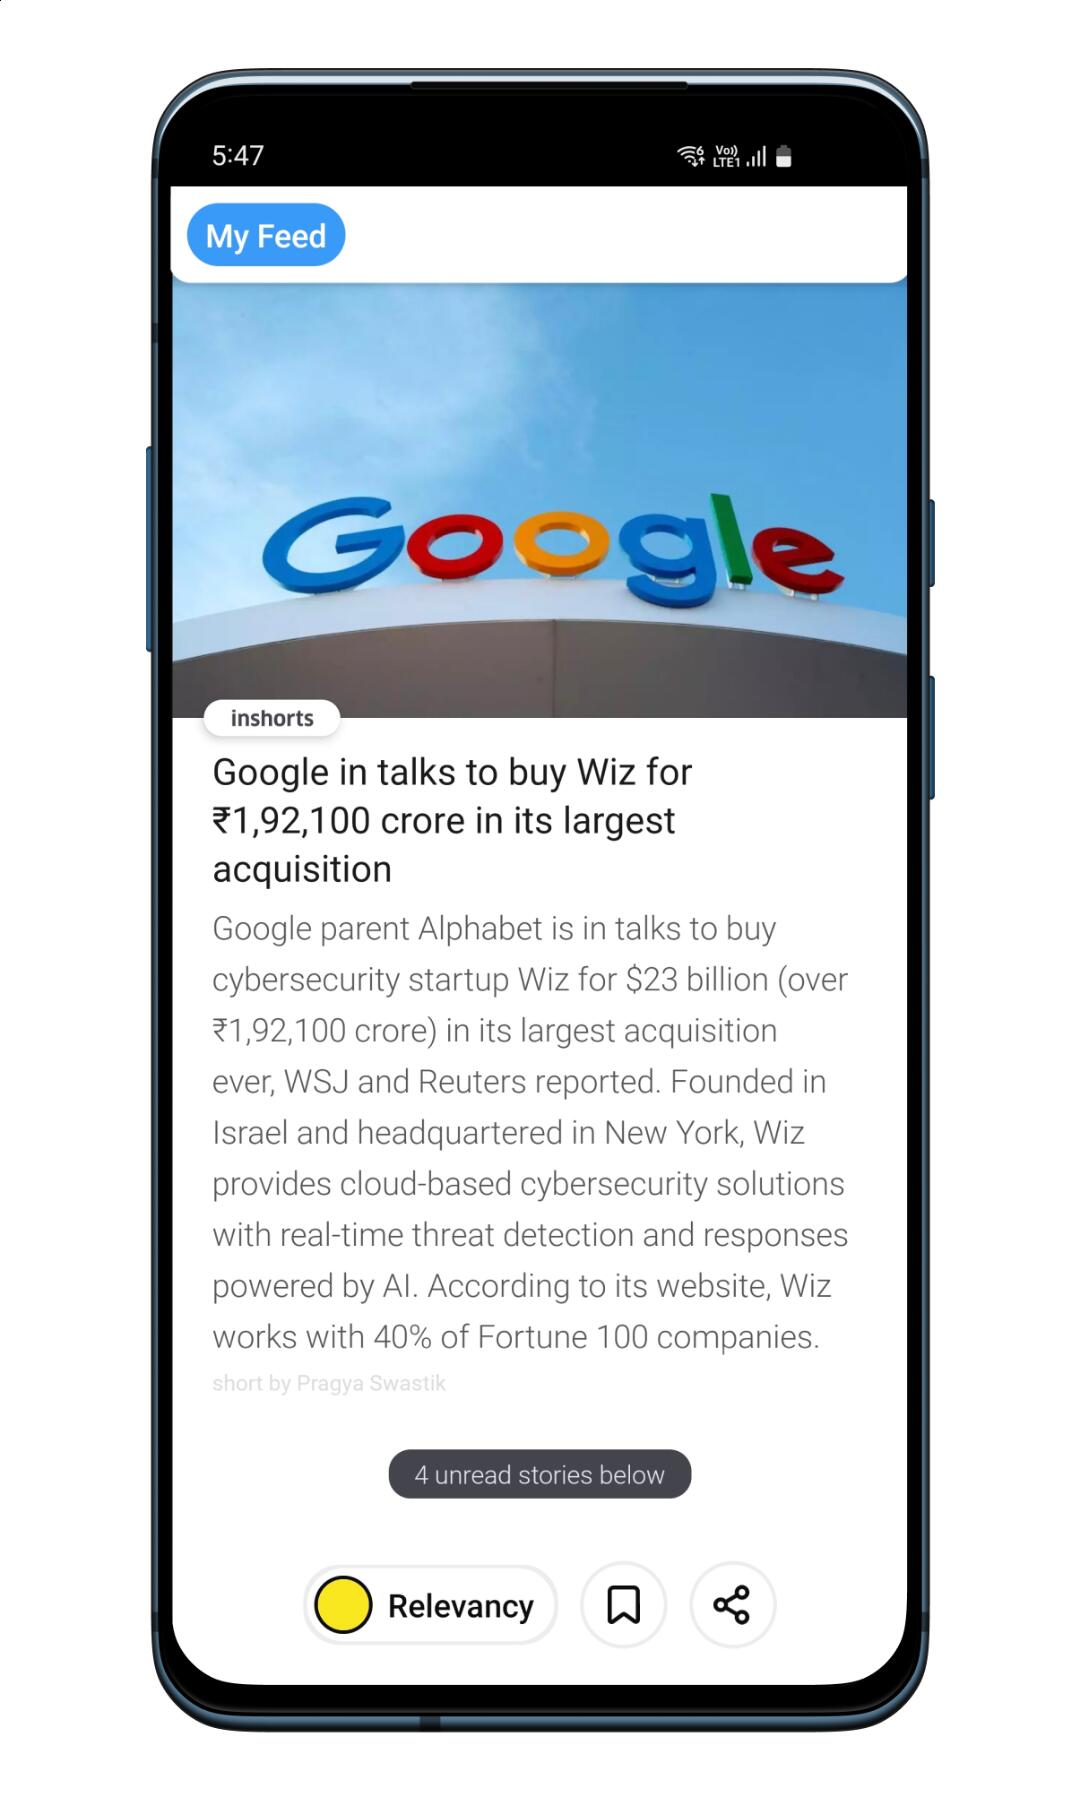 5:47
6
Vo))
LTE1
My Feed
Google
inshorts
Google in talks to buy Wiz for
₹1,92,100 crore in its largest
acquisition
Google parent Alphabet is in talks to buy
cybersecurity startup Wiz for $23 billion (over
₹1,92,100 crore) in its largest acquisition
ever, WSJ and Reuters reported. Founded in
Israel and headquartered in New York, Wiz
provides cloud-based cybersecurity solutions
with real-time threat detection and responses
powered by AI. According to its website, Wiz
works with 40% of Fortune 100 companies.
short by Pragya Swastik
4 unread stories below
Relevancy